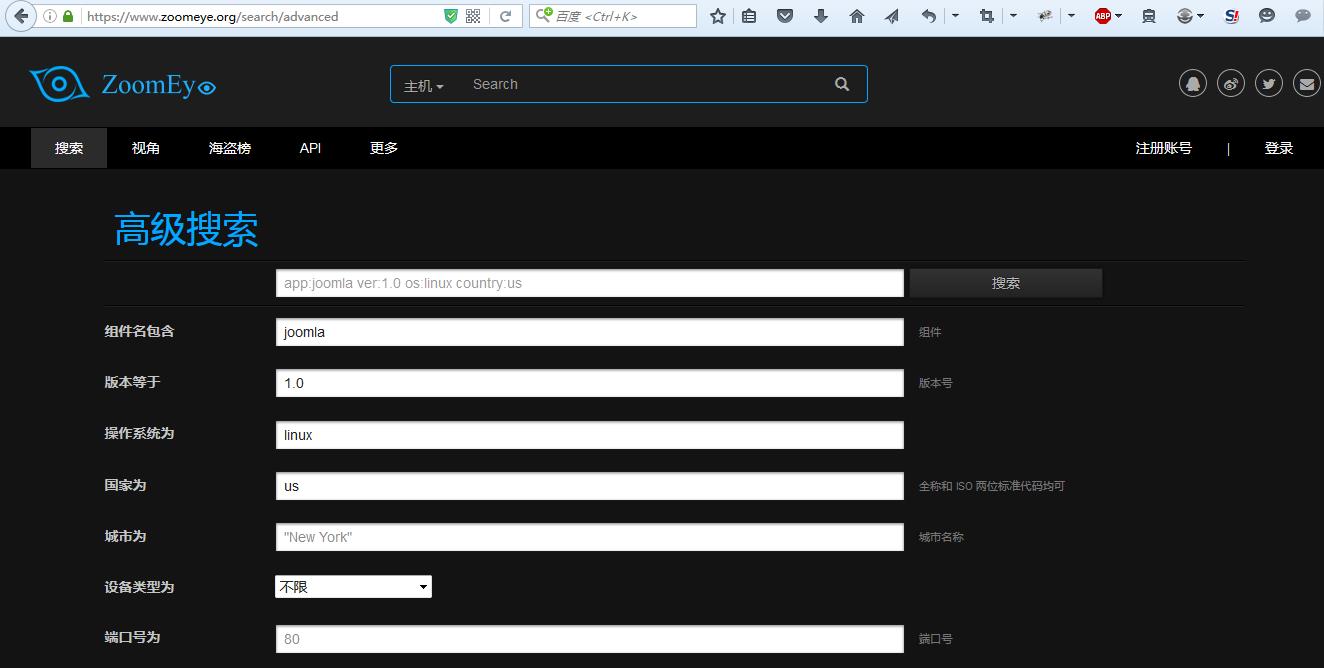 https://www.zoomeye.org/search/advanced
百度 <Ctrl+K>
ABP
S!
ZoomEye
主机
Search
搜索
视角
海盗榜
API
更多
注册账号
|
登录
高级搜索
app:joomla ver:1.0 os:linux country:us
搜索
组件名包含
joomla
组件
版本等于
1.0
版本号
操作系统为
linux
国家为
us
全称和 ISO 两位标准代码均可
城市为
"New York"
城市名称
设备类型为
不限
端口号为
80
端口号